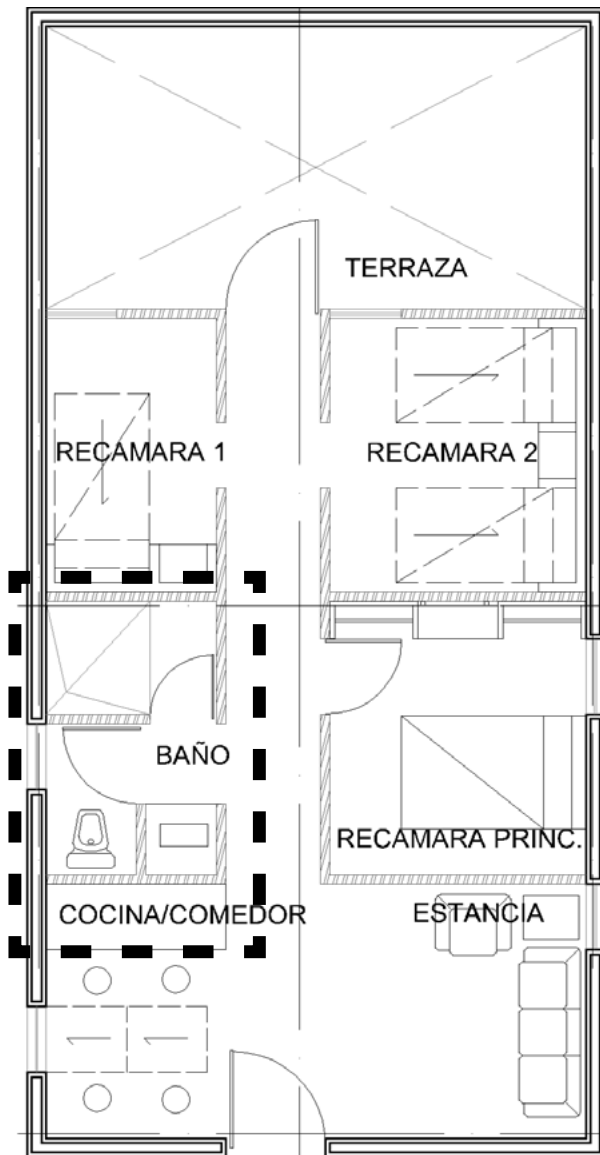 TERRAZA
RECAMARA 1
RECAMARA 2
BAÑO
RECAMARA PRINC.
COCINA/COMEDOR
ESTANCIA